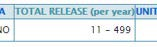 A TOTAL RELEASE (per year) UNIT
NO 11 - 499